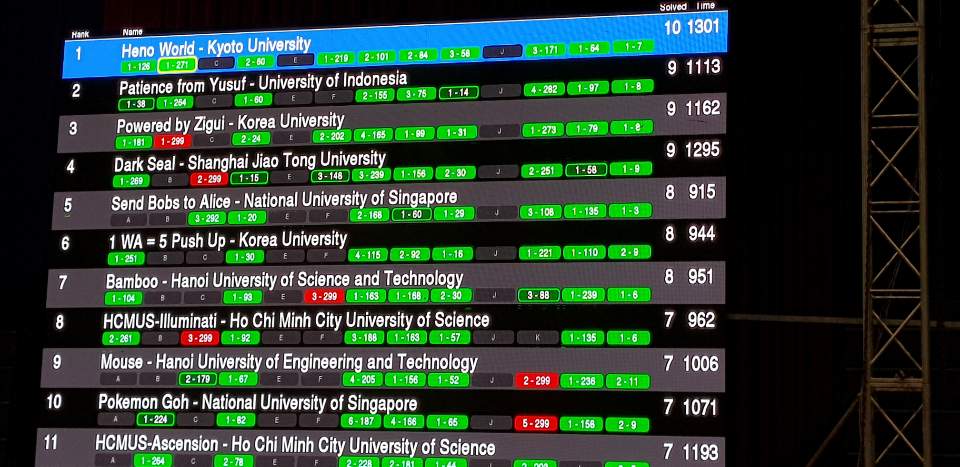 Rank Name Solved Time
1 Heno World - Kyoto University 10 1301
1 - 126 1 - 271 C 2 - 60 E 1 - 219 2 - 101 2 - 84 3 - 58 J 3 - 171 1 - 64 1 - 7
2 Patience from Yusuf - University of Indonesia 9 1113
1 - 38 1 - 264 C 1 - 60 E F 2 - 155 3 - 76 1 - 14 J 4 - 282 1 - 97 1 - 8
3 Powered by Zigui - Korea University 9 1162
1 - 181 1 - 299 C 2 - 24 E 2 - 202 4 - 165 1 - 99 1 - 31 J 1 - 273 1 - 79 1 - 8
4 Dark Seal - Shanghai Jiao Tong University 9 1295
1 - 269 B 2 - 299 1 - 15 E 3 - 146 3 - 239 1 - 156 2 - 30 J 2 - 251 1 - 58 1 - 9
5 Send Bobs to Alice - National University of Singapore 8 915
A B 3 - 292 1 - 20 E F 2 - 168 1 - 60 1 - 29 J 3 - 106 1 - 135 1 - 3
6 1 WA = 5 Push Up - Korea University 8 944
1 - 251 B C 1 - 30 E F 4 - 115 2 - 92 1 - 16 J 1 - 221 1 - 110 2 - 9
7 Bamboo - Hanoi University of Science and Technology 8 951
1 - 104 B C 1 - 93 E 3 - 299 1 - 163 1 - 168 2 - 30 J 3 - 88 1 - 239 1 - 6
8 HCMUS-Illuminati - Ho Chi Minh City University of Science 7 962
2 - 261 B 3 - 299 1 - 92 E F 3 - 188 1 - 163 1 - 57 J K 1 - 135 1 - 6
9 Mouse - Hanoi University of Engineering and Technology 7 1006
A B 2 - 179 1 - 67 E F 4 - 205 1 - 156 1 - 52 J 2 - 299 1 - 236 2 - 11
10 Pokemon Goh - National University of Singapore 7 1071
A 1 - 224 C 1 - 82 E F 6 - 187 4 - 166 1 - 65 J 5 - 299 1 - 156 2 - 9
11 HCMUS-Ascension - Ho Chi Minh City University of Science 7 1193
A 1 - 264 C 2 - 78 E F 2 - 228 2 - 181 J